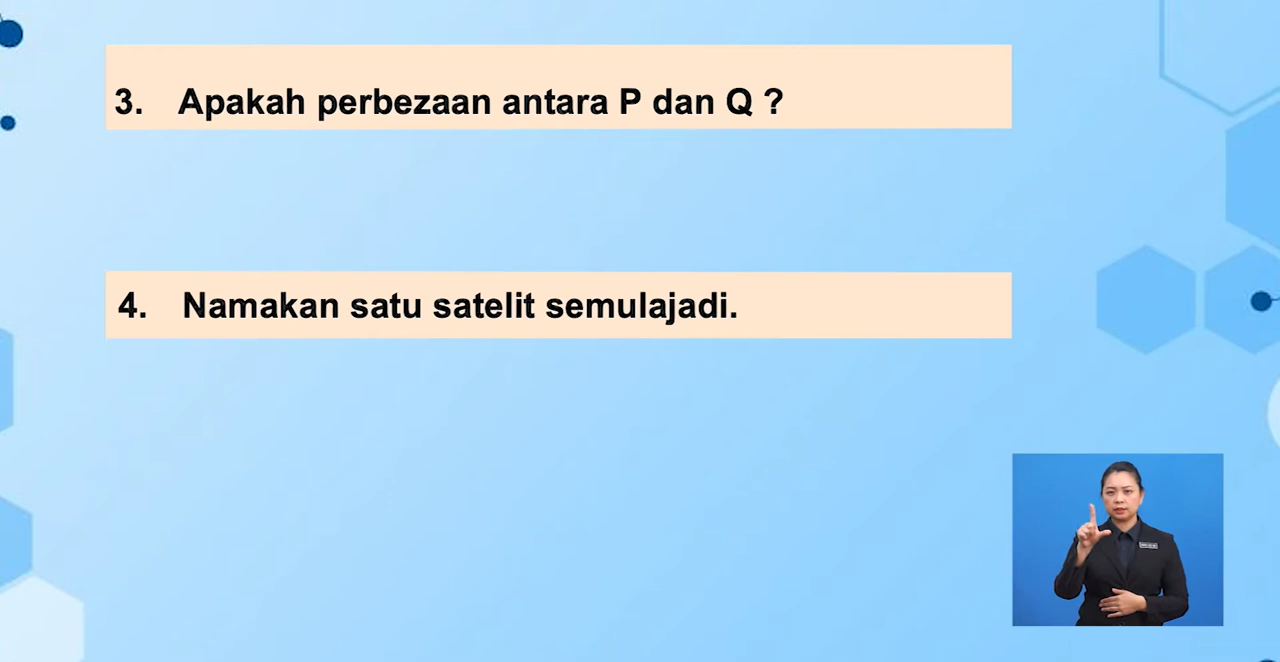 3. Apakah perbezaan antara P dan Q ?
4. Namakan satu satelit semulajadi.